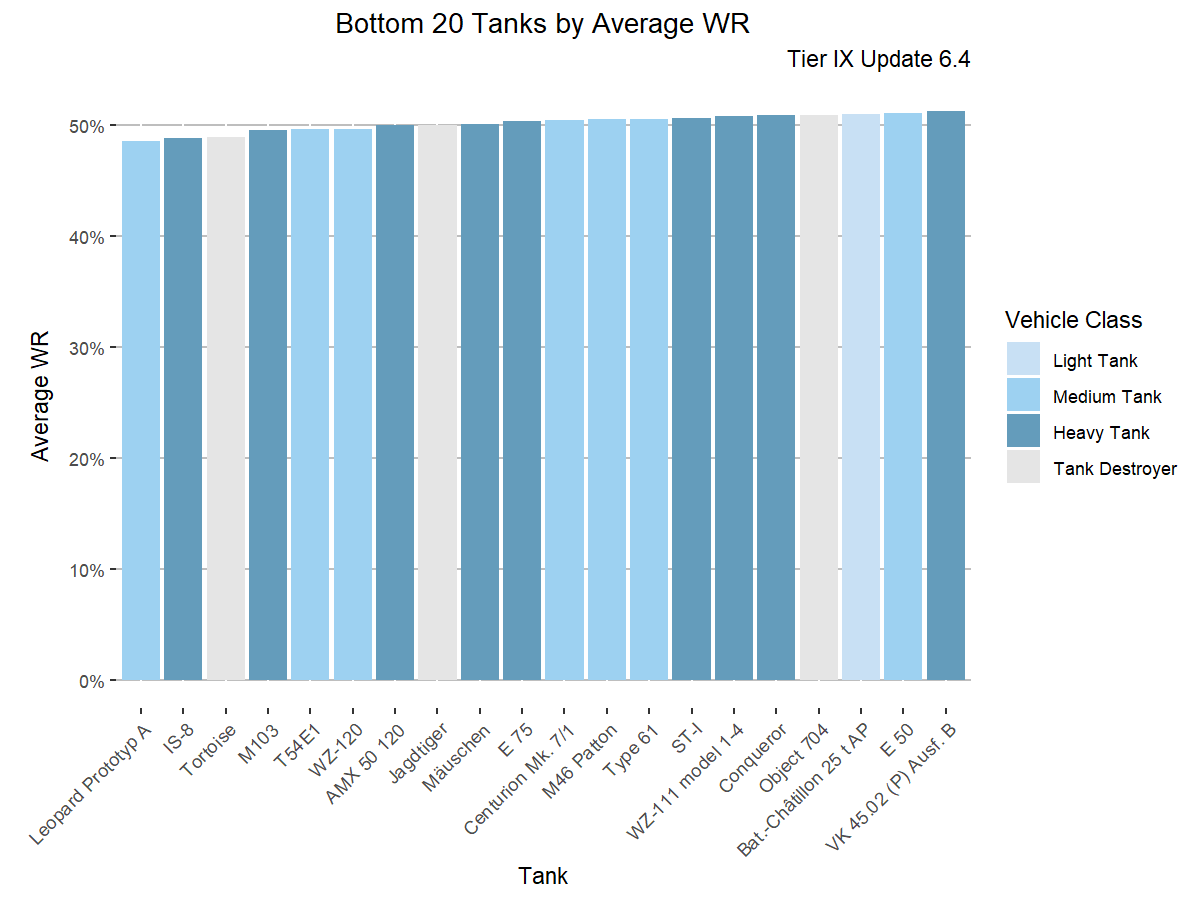 Bottom 20 Tanks by Average WR
Tier IX Update 6.4
Average WR
50%
40%
30%
20%
10%
0%
Leopard Prototyp A
IS-8
Tortoise
M103
T54E1
WZ-120
AMX 50 120
Jagdtiger
Mäuschen
E 75
Centurion Mk. 7/1
M46 Patton
Type 61
ST-I
WZ-111 model 1-4
Conqueror
Object 704
Bat.-Châtillon 25 t AP
E 50
VK 45.02 (P) Ausf. B
Tank
Vehicle Class
Light Tank
Medium Tank
Heavy Tank
Tank Destroyer